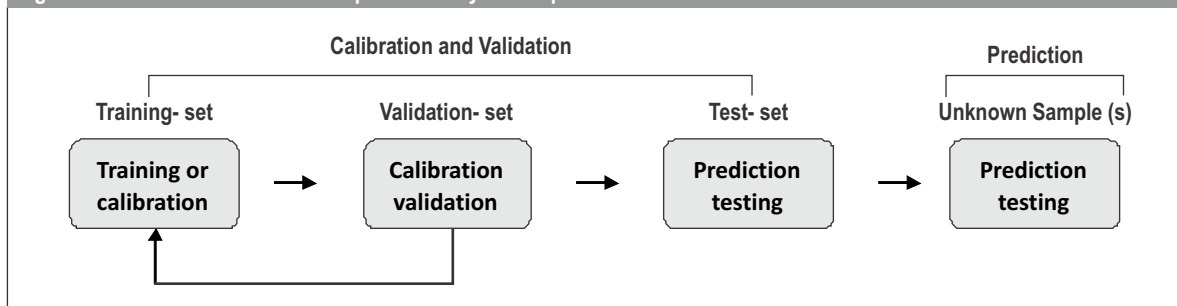 Calibration and Validation
Prediction
Training- set
Validation- set
Test- set
Unknown Sample (s)
Training or
calibration
Calibration
validation
Prediction
testing
Prediction
testing